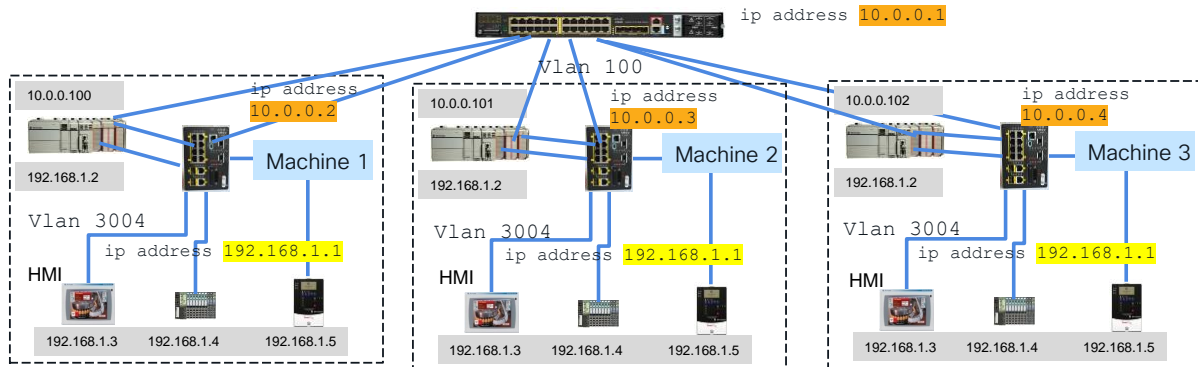 ip address 10.0.0.1
Vlan 100
10.0.0.100
ip address
10.0.0.2
Machine 1
192.168.1.2
Vlan 3004
ip address 192.168.1.1
HMI
192.168.1.3
192.168.1.4
192.168.1.5
10.0.0.101
ip address
10.0.0.3
Machine 2
192.168.1.2
Vlan 3004
ip address 192.168.1.1
HMI
192.168.1.3
192.168.1.4
192.168.1.5
10.0.0.102
ip address
10.0.0.4
Machine 3
192.168.1.2
Vlan 3004
ip address 192.168.1.1
HMI
192.168.1.3
192.168.1.4
192.168.1.5